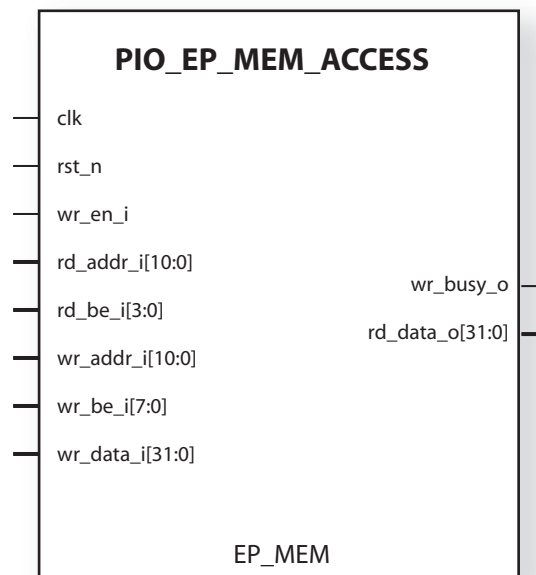 PIO_EP_MEM_ACCESS
clk
rst_n
wr_en_i
rd_addr_i[10:0]
rd_be_i[3:0]
wr_addr_i[10:0]
wr_be_i[7:0]
wr_data_i[31:0]
wr_busy_o
rd_data_o[31:0]
EP_MEM